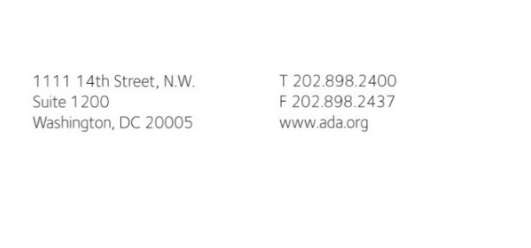 1111 14th Street, N.W.
Suite 1200
Washington, DC 20005
T 202.898.2400
F 202.898.2437
www.ada.org